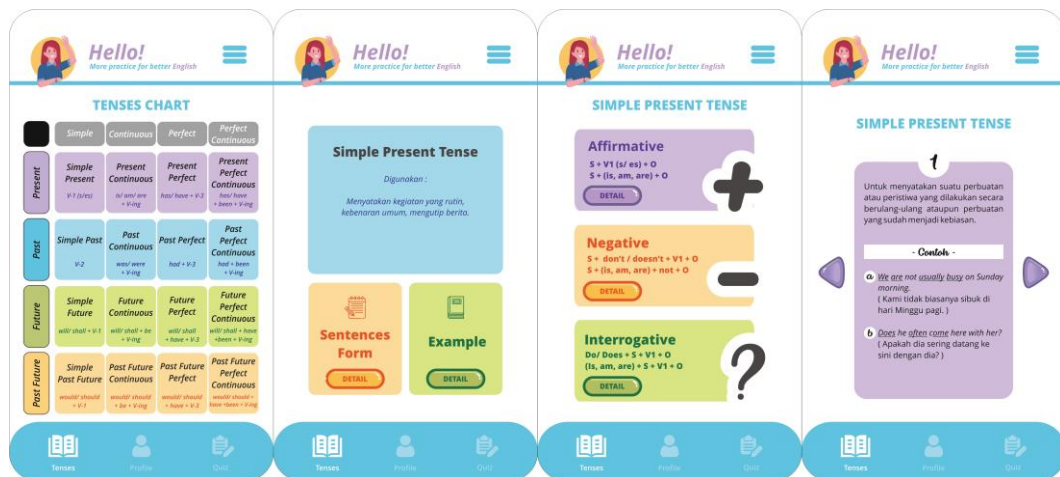 Hello!
More practice for better English
TENSES CHART
Simple
Continuous
Perfect
Perfect
Continuous
Present
Simple
Present
V-1 (s/es)
Present
Continuous
is/ am/ are
+ V-ing
Present
Perfect
has/ have + V-3
Present
Perfect
Continuous
has/ have
+ been + V-ing
Past
Simple Past
V-2
Past
Continuous
was/ were
+ V-ing
Past Perfect
had + V-3
Past
Perfect
Continuous
had + been
+ V-ing
Future
Simple
Future
will/ shall + V-1
Future
Continuous
will/ shall + be
+ V-ing
Future
Perfect
will/ shall
+ have + V-3
Future
Perfect
Continuous
will/ shall + have
+been + V-ing
Past Future
Simple
Past Future
would/ should
+ V-1
Past Future
Continuous
would/ should
+ be + V-ing
Past Future
Perfect
would/ should
+ have + V-3
Past Future
Perfect
Continuous
would/ should +
have +been + V-ing
Tenses
Profile
Quit
Hello!
More practice for better English
Simple Present Tense
Digunakan :
Menyatakan kegiatan yang rutin,
kebenaran umum, mengutip berita.
Sentences
Form
DETAIL
Example
DETAIL
Tenses
Profile
Quit
Hello!
More practice for better English
SIMPLE PRESENT TENSE
Affirmative
S + V1 (s/ es) + O
S + (is, am, are) + O
DETAIL
+
Negative
S + don't / doesn't + V1 + O
S + (is, am, are) + not + O
DETAIL
−
Interrogative
Do/ Does + S + V1 + O
(Is, am, are) + S + V1 + O
DETAIL
?
Tenses
Profile
Quit
Hello!
More practice for better English
SIMPLE PRESENT TENSE
1
Untuk menyatakan suatu perbuatan
atau peristiwa yang dilakukan secara
berulang-ulang ataupun perbuatan
yang sudah menjadi kebiasan.
- Contoh -
a We are not usually busy on Sunday
morning.
( Kami tidak biasanya sibuk di
hari Minggu pagi. )
b Does he often come here with her?
( Apakah dia sering datang ke
sini dengan dia? )
Tenses
Profile
Quit